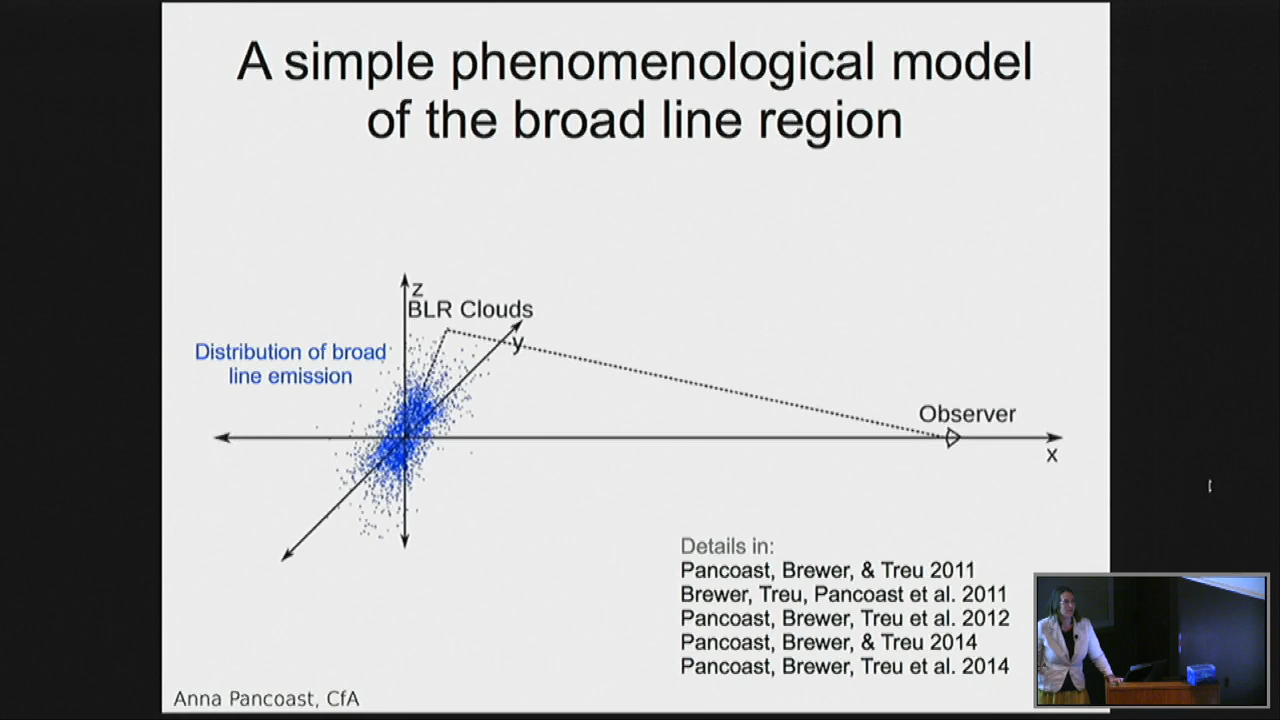 A simple phenomenological model
of the broad line region
z
BLR Clouds
y
Distribution of broad
line emission
Observer
x
Details in:
Pancoast, Brewer, & Treu 2011
Brewer, Treu, Pancoast et al. 2011
Pancoast, Brewer, Treu et al. 2012
Pancoast, Brewer, & Treu 2014
Pancoast, Brewer, Treu et al. 2014
Anna Pancoast, CfA